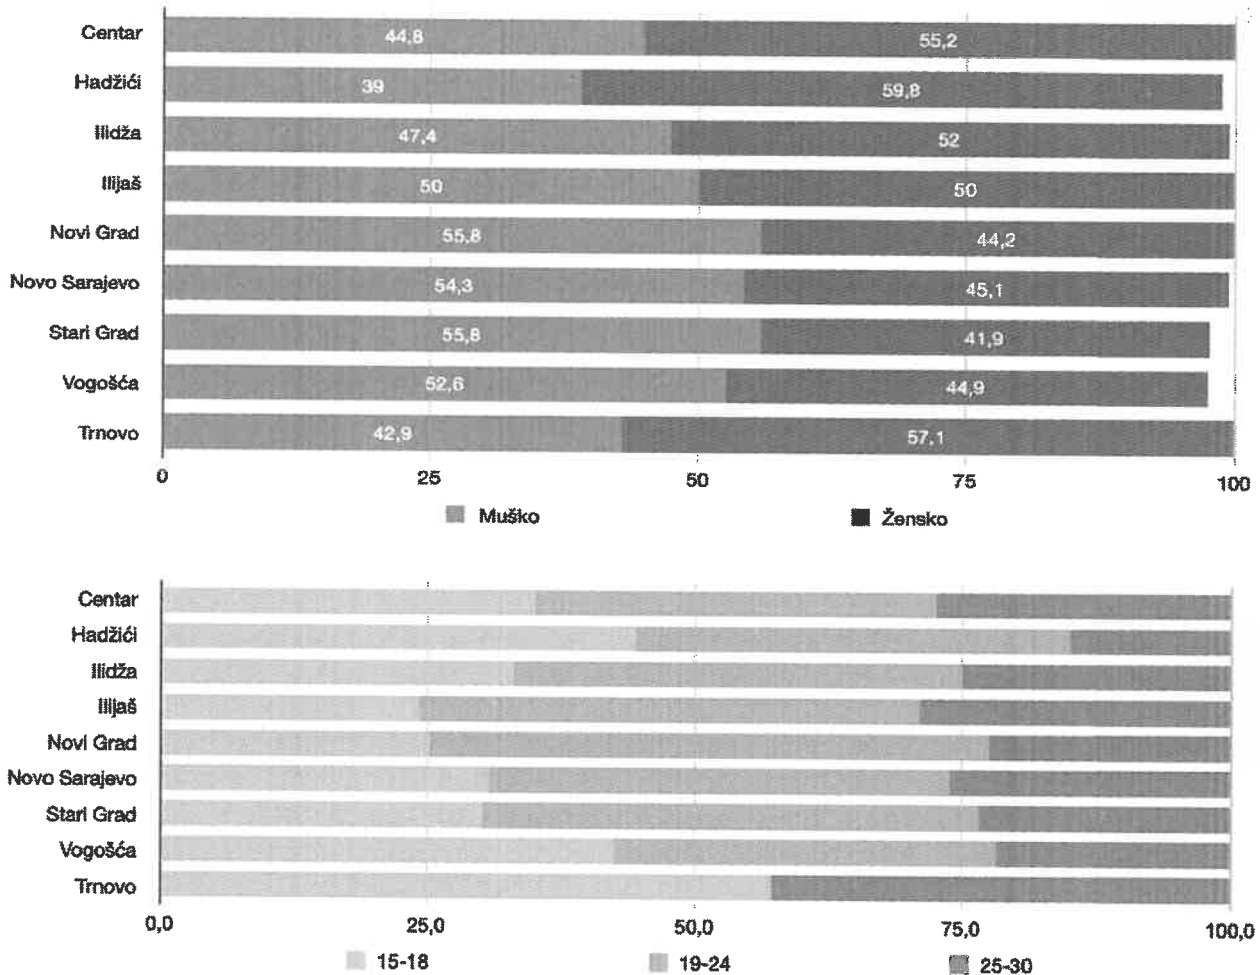 Centar 44,8 55,2
Hadžići 39 59,8
Ilidža 47,4 52
Ilijaš 50 50
Novi Grad 55,8 44,2
Novo Sarajevo 54,3 45,1
Stari Grad 55,8 41,9
Vogošća 52,6 44,9
Trnovo 42,9 57,1
0 25 50 75 100
Muško Žensko
Centar
Hadžići
Ilidža
Ilijaš
Novi Grad
Novo Sarajevo
Stari Grad
Vogošća
Trnovo
0,0 25,0 50,0 75,0 100,0
15-18 19-24 25-30